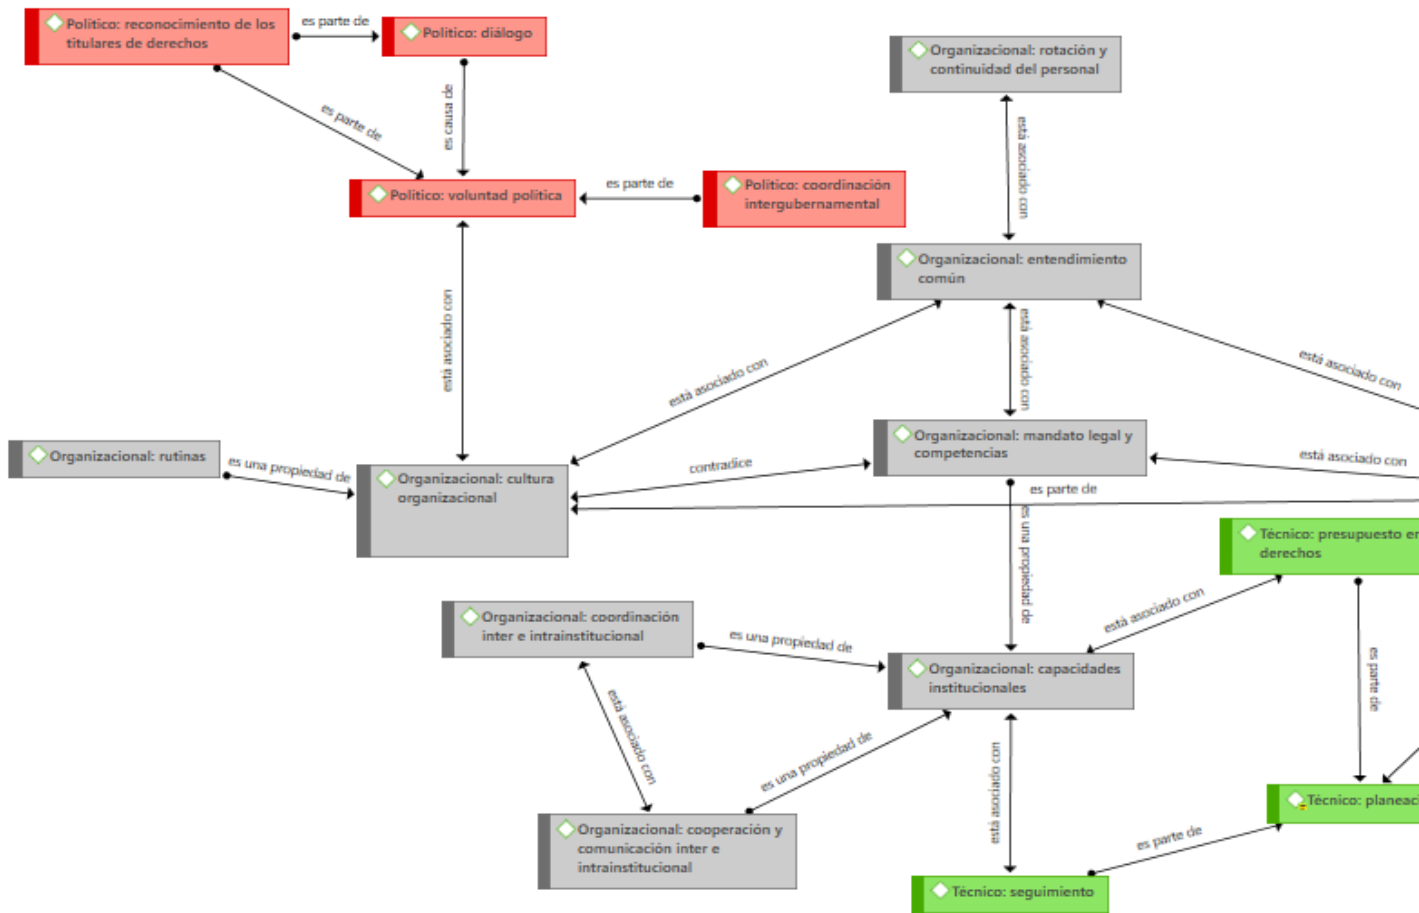 Político: reconocimiento de los
titulares de derechos
es parte de
Político: diálogo
Organizacional: rotación y
continuidad del personal
es parte de
es causa de
está asociado con
Político: voluntad política
es parte de
Político: coordinación
intergubernamental
Organizacional: entendimiento
común
está asociado con
está asociado con
está asociado con
está asociado con
Organizacional: rutinas
es una propiedad de
Organizacional: cultura
organizacional
contradice
Organizacional: mandato legal y
competencias
está asociado con
es parte de
es una propiedad de
Técnico: presupuesto en
derechos
Organizacional: coordinación
inter e intrainstitucional
es una propiedad de
está asociado con
Organizacional: capacidades
institucionales
es parte de
está asociado con
es una propiedad de
está asociado con
Técnico: planeaci
Organizacional: cooperación y
comunicación inter e
intrainstitucional
es parte de
Técnico: seguimiento